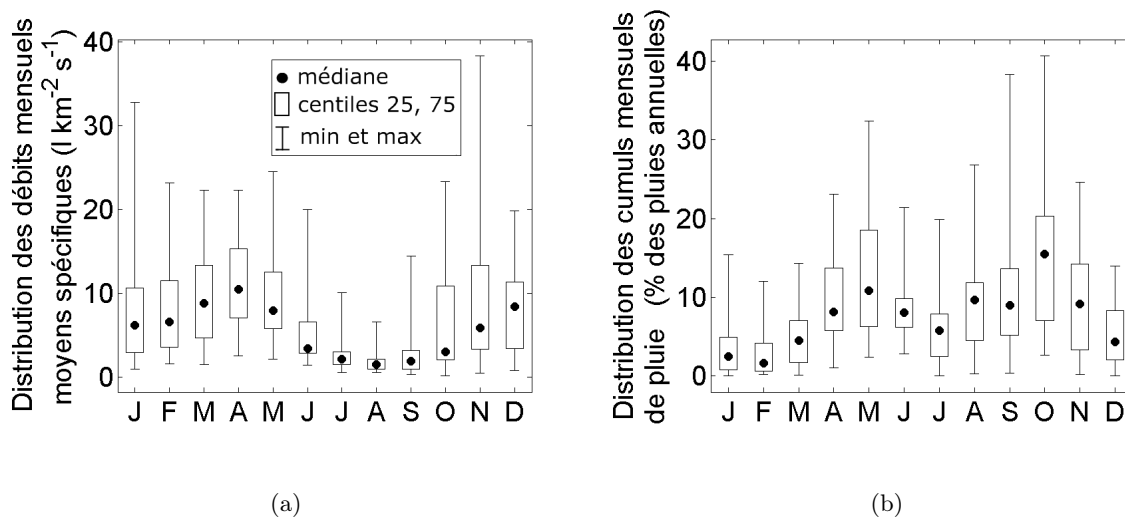 Distribution des débits mensuels
moyens spécifiques (l km-2 s-1)
40
30
20
10
0
médiane
centiles 25, 75
min et max
J F M A M J J A S O N D
(a)
Distribution des cumuls mensuels
de pluie (% des pluies annuelles)
40
30
20
10
0
J F M A M J J A S O N D
(b)